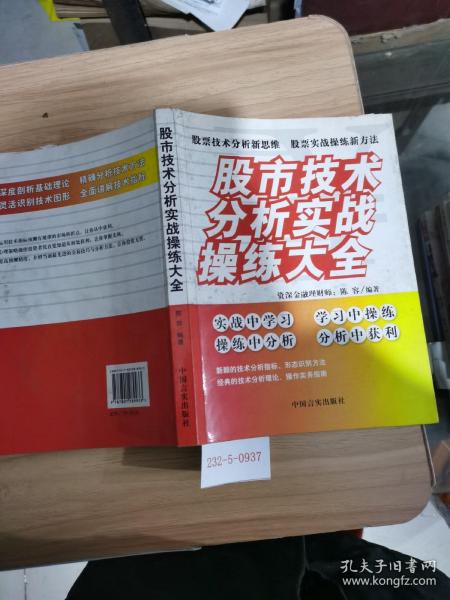 股票技术分析新思维 股票实战操练新方法
股市技术
分析实战
操练大全
资深金融理财师：陈容/编著
实战中学习 学习中操练
操练中分析 分析中获利
新颖的技术分析指标、形态识别方法
经典的技术分析理论、操作实务指南
中国言实出版社
股市技术分析实战操练大全
陈容 编著
中国言实出版社
深度剖析基础理论 精确分析技术方法
灵活识别技术图形 全面讲解技术指标
232-5-0937
孔夫子旧书网
www.kongfz.com